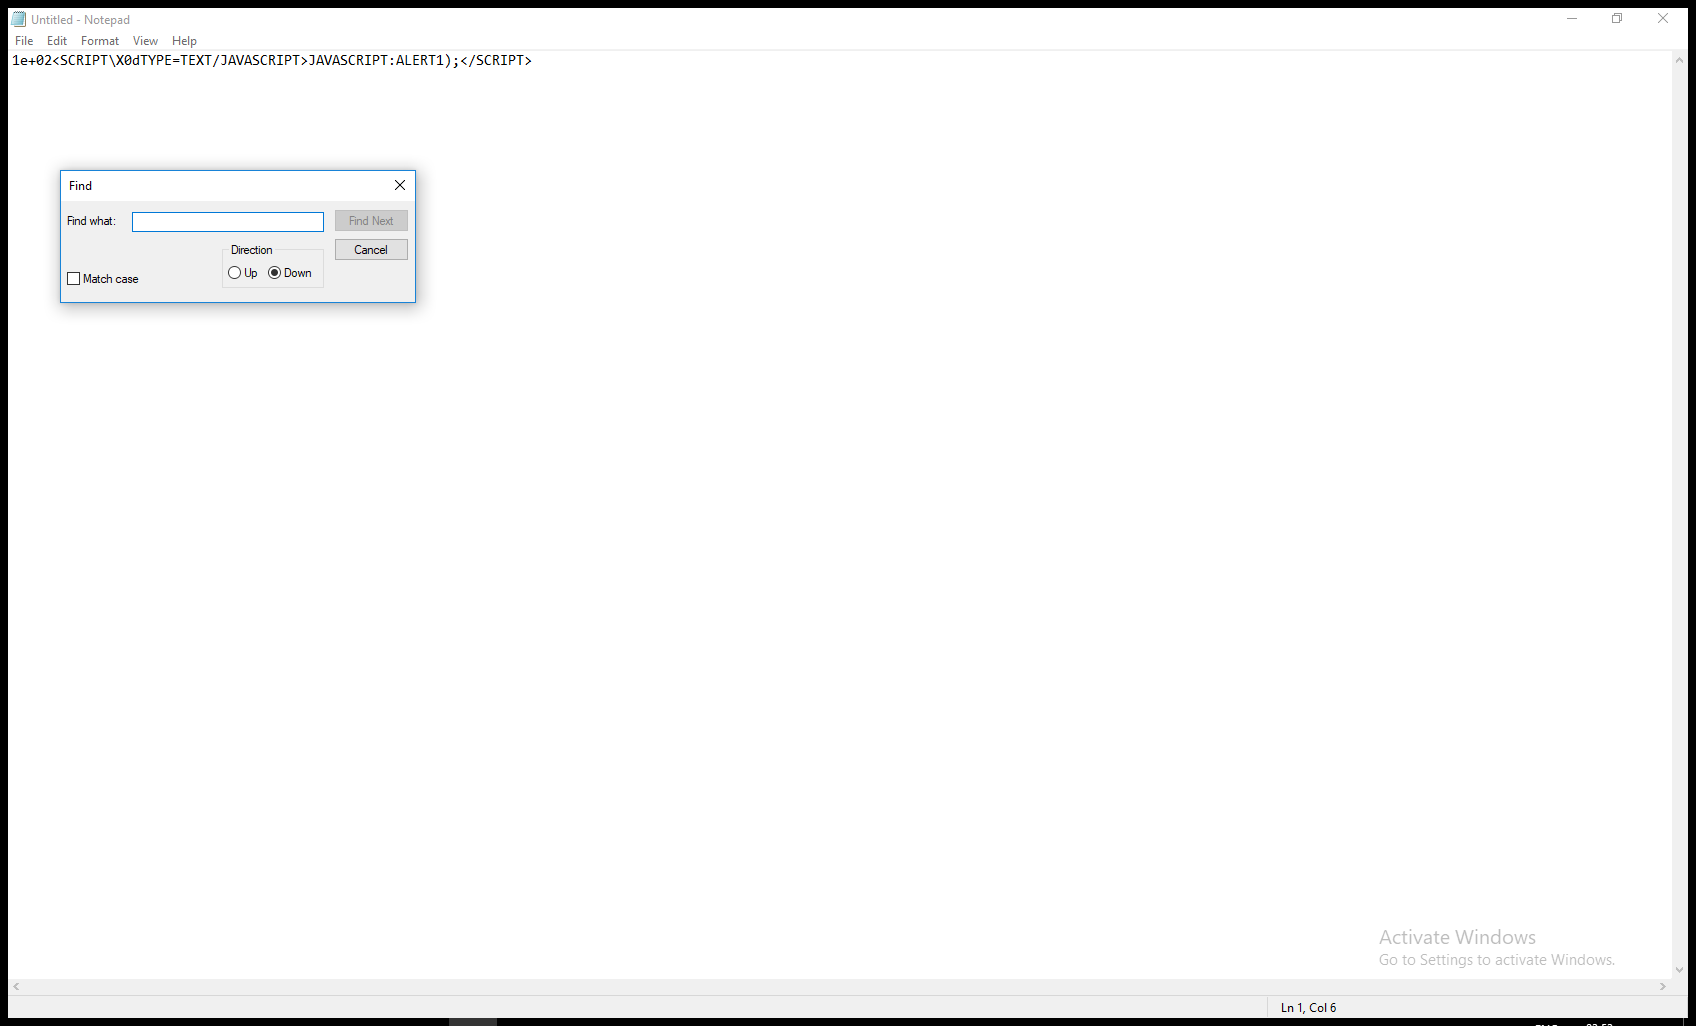 Untitled - Notepad
File Edit Format View Help
1e+02<SCRIPT\X0dTYPE=TEXT/JAVASCRIPT>JAVASCRIPT:ALERT1);</SCRIPT>
Find
Find what:
Find Next
Direction
Cancel
Up Down
Match case
Activate Windows
Go to Settings to activate Windows.
Ln 1, Col 6